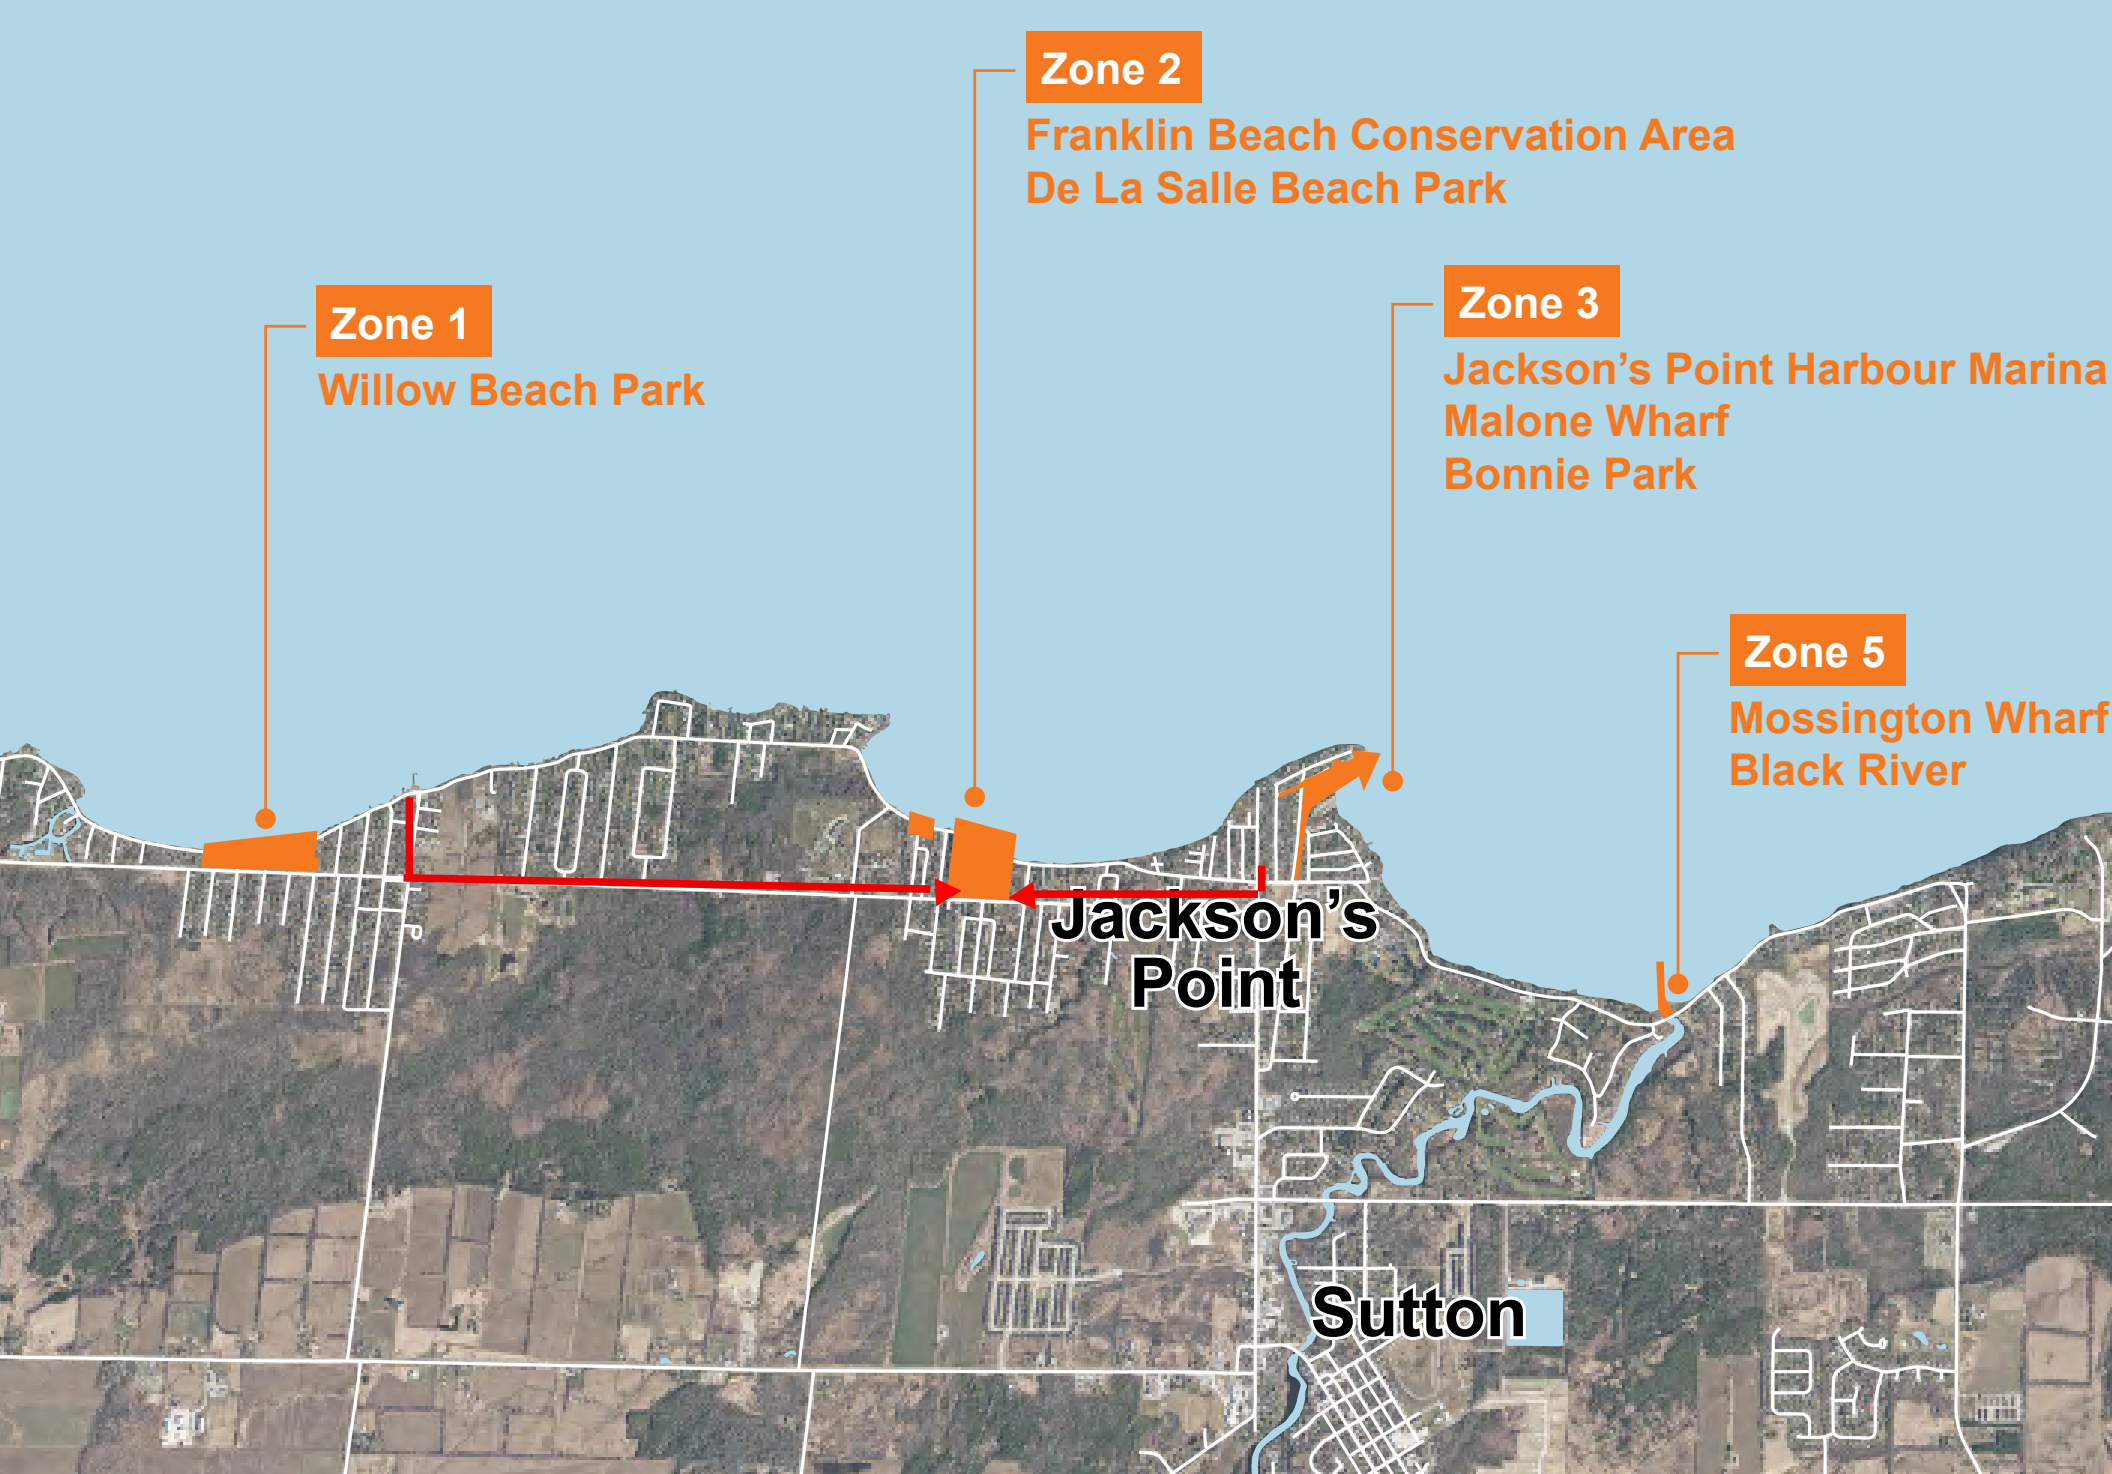 Zone 2
Franklin Beach Conservation Area
De La Salle Beach Park
Zone 3
Jackson’s Point Harbour Marina
Malone Wharf
Bonnie Park
Zone 1
Willow Beach Park
Zone 5
Mossington Wharf
Black River
Jackson’s
Point
Sutton